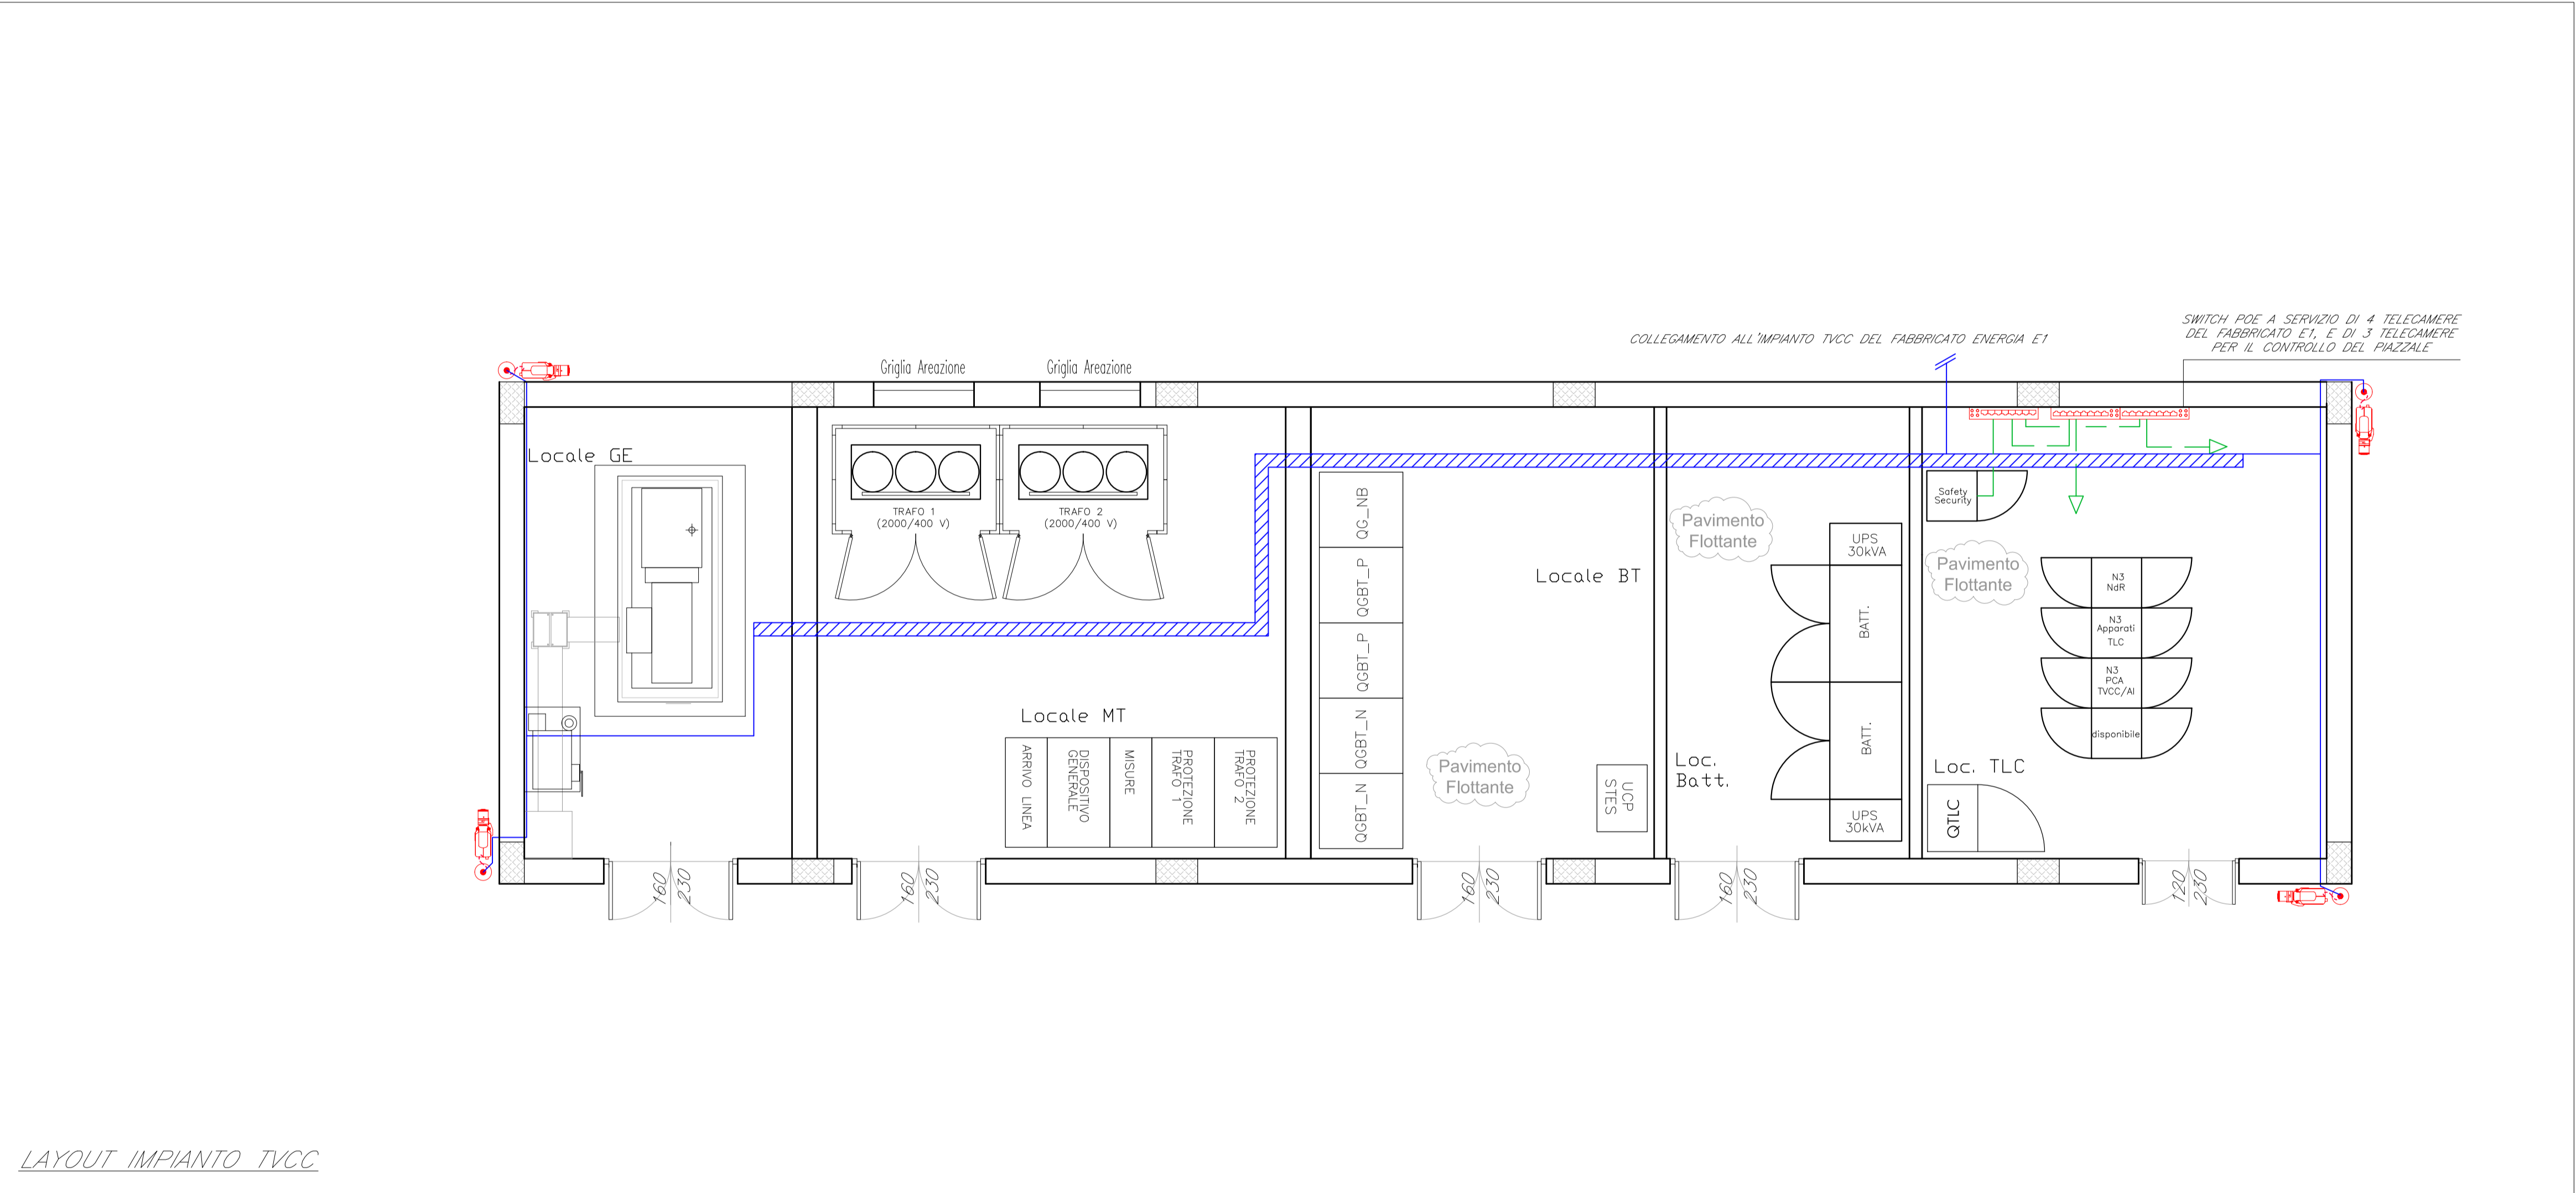 SWITCH POE A SERVIZIO DI 4 TELECAMERE
DEL FABBRICATO E1, E DI 3 TELECAMERE
PER IL CONTROLLO DEL PIAZZALE
COLLEGAMENTO ALL'IMPIANTO TVCC DEL FABBRICATO ENERGIA E1
Griglia Areazione
Griglia Areazione
Locale GE
TRAFO 1
(2000/400 V)
TRAFO 2
(2000/400 V)
Locale MT
ARRIVO LINEA
DISPOSITIVO
GENERALE
MISURE
PROTEZIONE
TRAFO 1
PROTEZIONE
TRAFO 2
QG_NB
QGBT_P
QGBT_P
QGBT_N
QGBT_N
Locale BT
Pavimento
Flottante
UCP
STES
Pavimento
Flottante
Loc.
Batt.
UPS
30kVA
BATT.
BATT.
UPS
30kVA
Safety
Security
Pavimento
Flottante
N3
NdR
N3
Apparati
TLC
N3
PCA
TVCC/AI
disponibile
Loc. TLC
QTLC
160
230
160
230
160
230
160
230
120
230
LAYOUT IMPIANTO TVCC